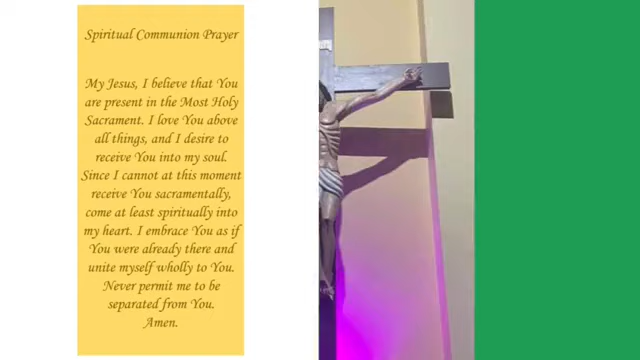 Spiritual Communion Prayer
My Jesus, I believe that You
are present in the Most Holy
Sacrament. I love You above
all things, and I desire to
receive You into my soul.
Since I cannot at this moment
receive You sacramentally,
come at least spiritually into
my heart. I embrace You as if
You were already there and
unite myself wholly to You.
Never permit me to be
separated from You.
Amen.